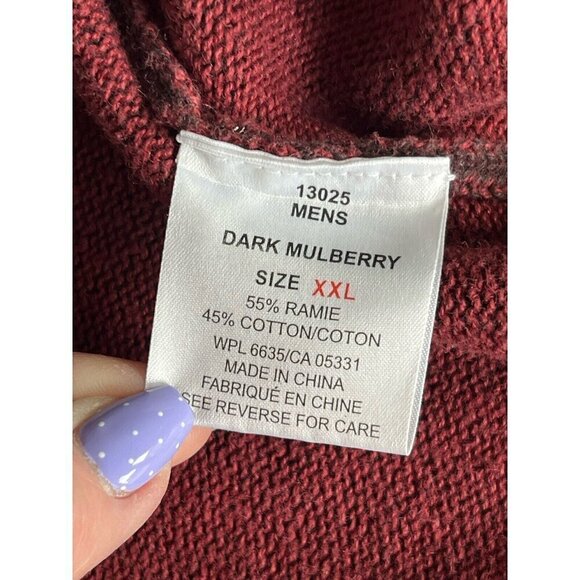 13025
MENS
DARK MULBERRY
SIZE XXL
55% RAMIE
45% COTTON/COTON
WPL 6635/CA 05331
MADE IN CHINA
FABRIQUÉ EN CHINE
SEE REVERSE FOR CARE